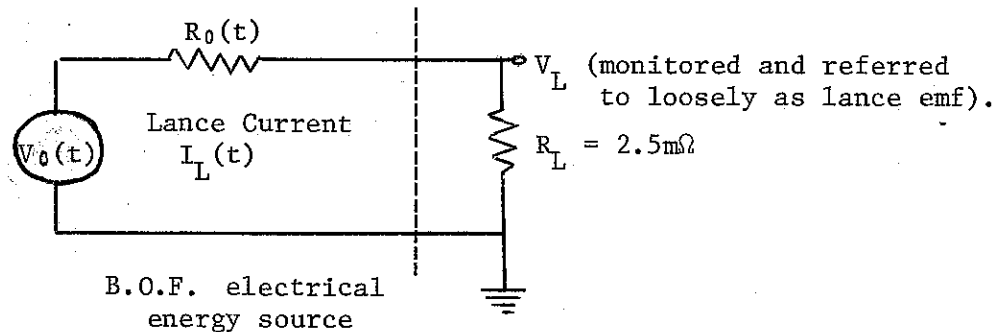 R₀(t)
V_L (monitored and referred
to loosely as lance emf).
Lance Current
I_L(t)
V₀(t)
R_L = 2.5mΩ
B.O.F. electrical
energy source